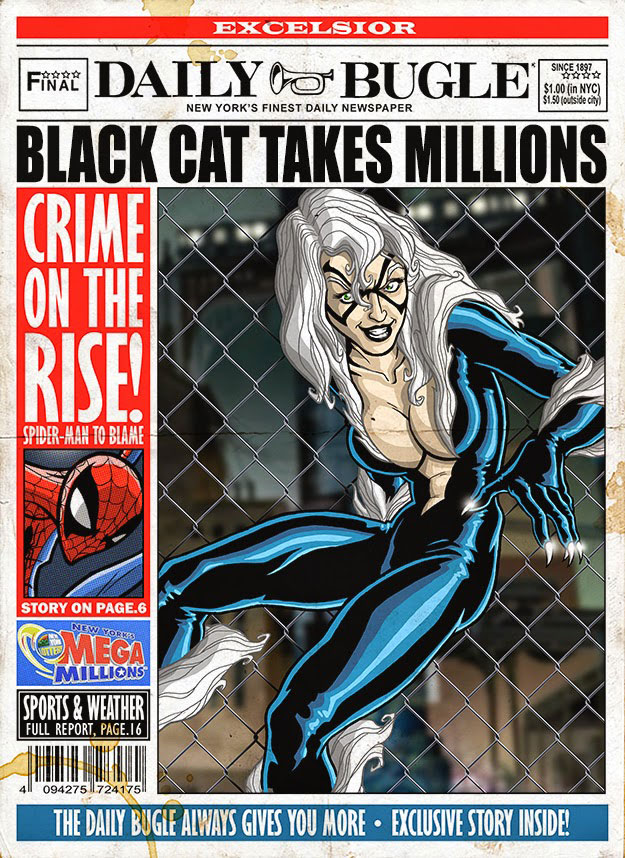 EXCELSIOR
FINAL
DAILY BUGLE
NEW YORK'S FINEST DAILY NEWSPAPER
SINCE 1897
$1.00 (in NYC)
$1.50 (outside city)
BLACK CAT TAKES MILLIONS
CRIME
ON THE
RISE!
SPIDER-MAN TO BLAME
STORY ON PAGE.6
NEW YORK'S
MEGA
MILLIONS
SPORTS & WEATHER
FULL REPORT, PAGE.16
4 094275 724175
THE DAILY BUGLE ALWAYS GIVES YOU MORE • EXCLUSIVE STORY INSIDE!